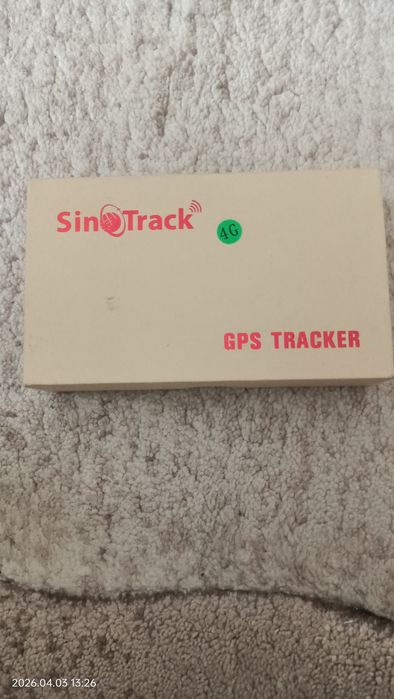 SinoTrack
4G
GPS TRACKER
2026.04.03 13:26